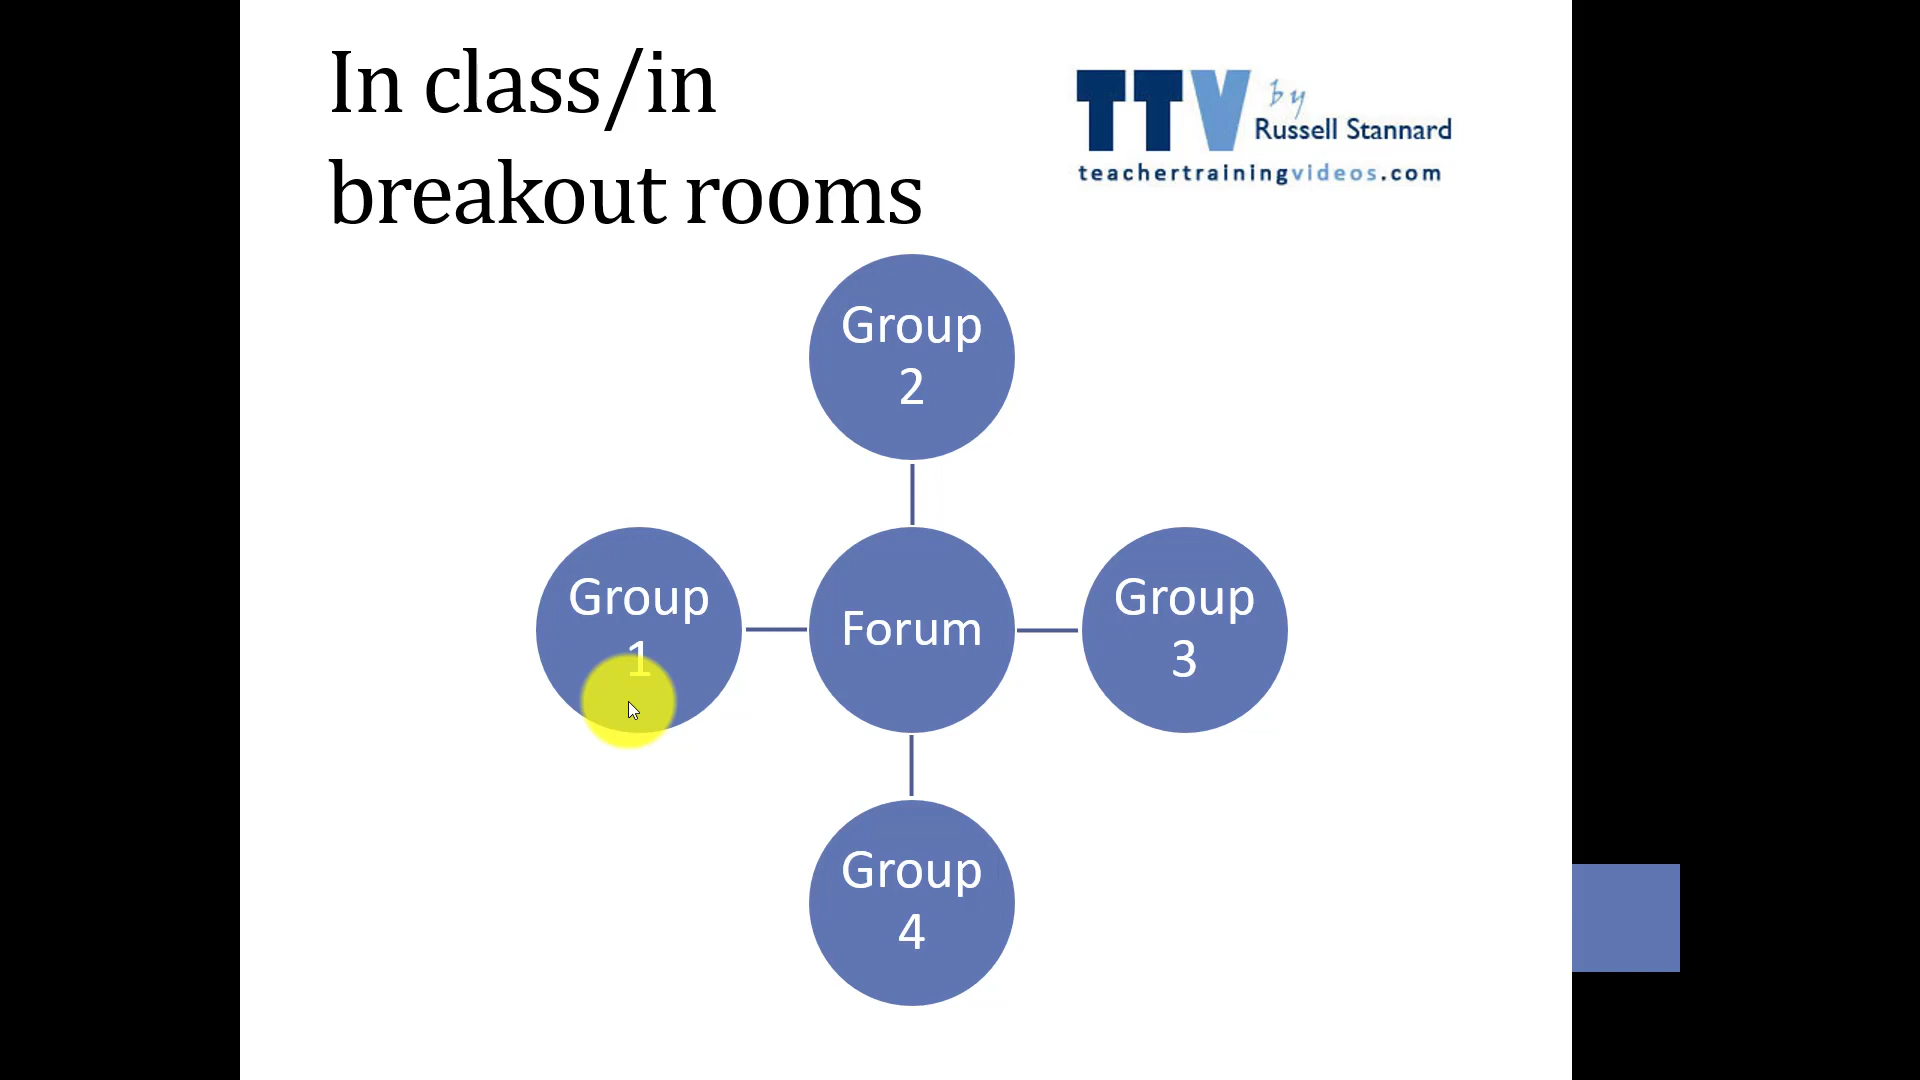 In class/in
breakout rooms
TTV by
Russell Stannard
teachertrainingvideos.com
Group
2
Group
1
Forum
Group
3
Group
4